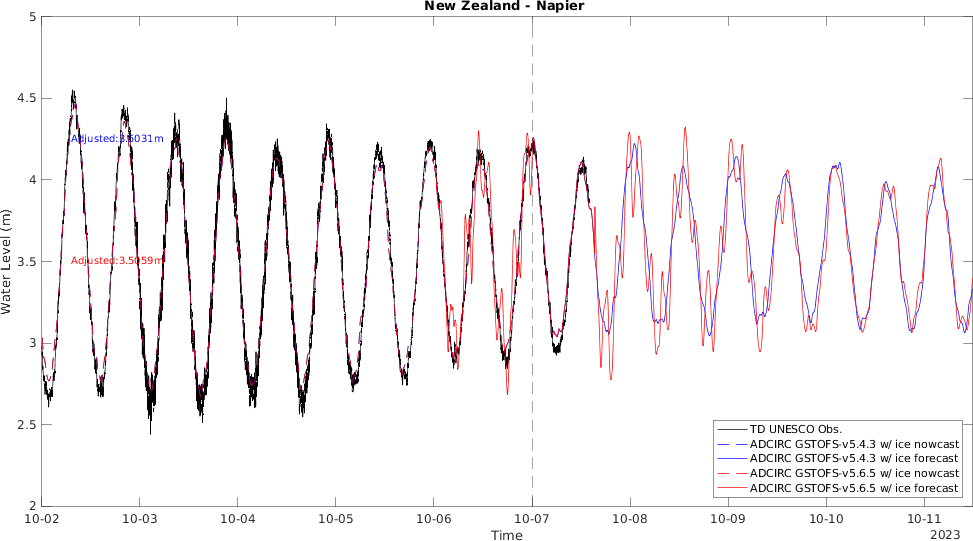 New Zealand - Napier
5
4.5
Adjusted:3.5031m
4
Water Level (m)
3.5
Adjusted:3.5059m
3
2.5
2
TD UNESCO Obs.
ADCIRC GSTOFS-v5.4.3 w/ ice nowcast
ADCIRC GSTOFS-v5.4.3 w/ ice forecast
ADCIRC GSTOFS-v5.6.5 w/ ice nowcast
ADCIRC GSTOFS-v5.6.5 w/ ice forecast
10-02 10-03 10-04 10-05 10-06 10-07 10-08 10-09 10-10 10-11
Time
2023